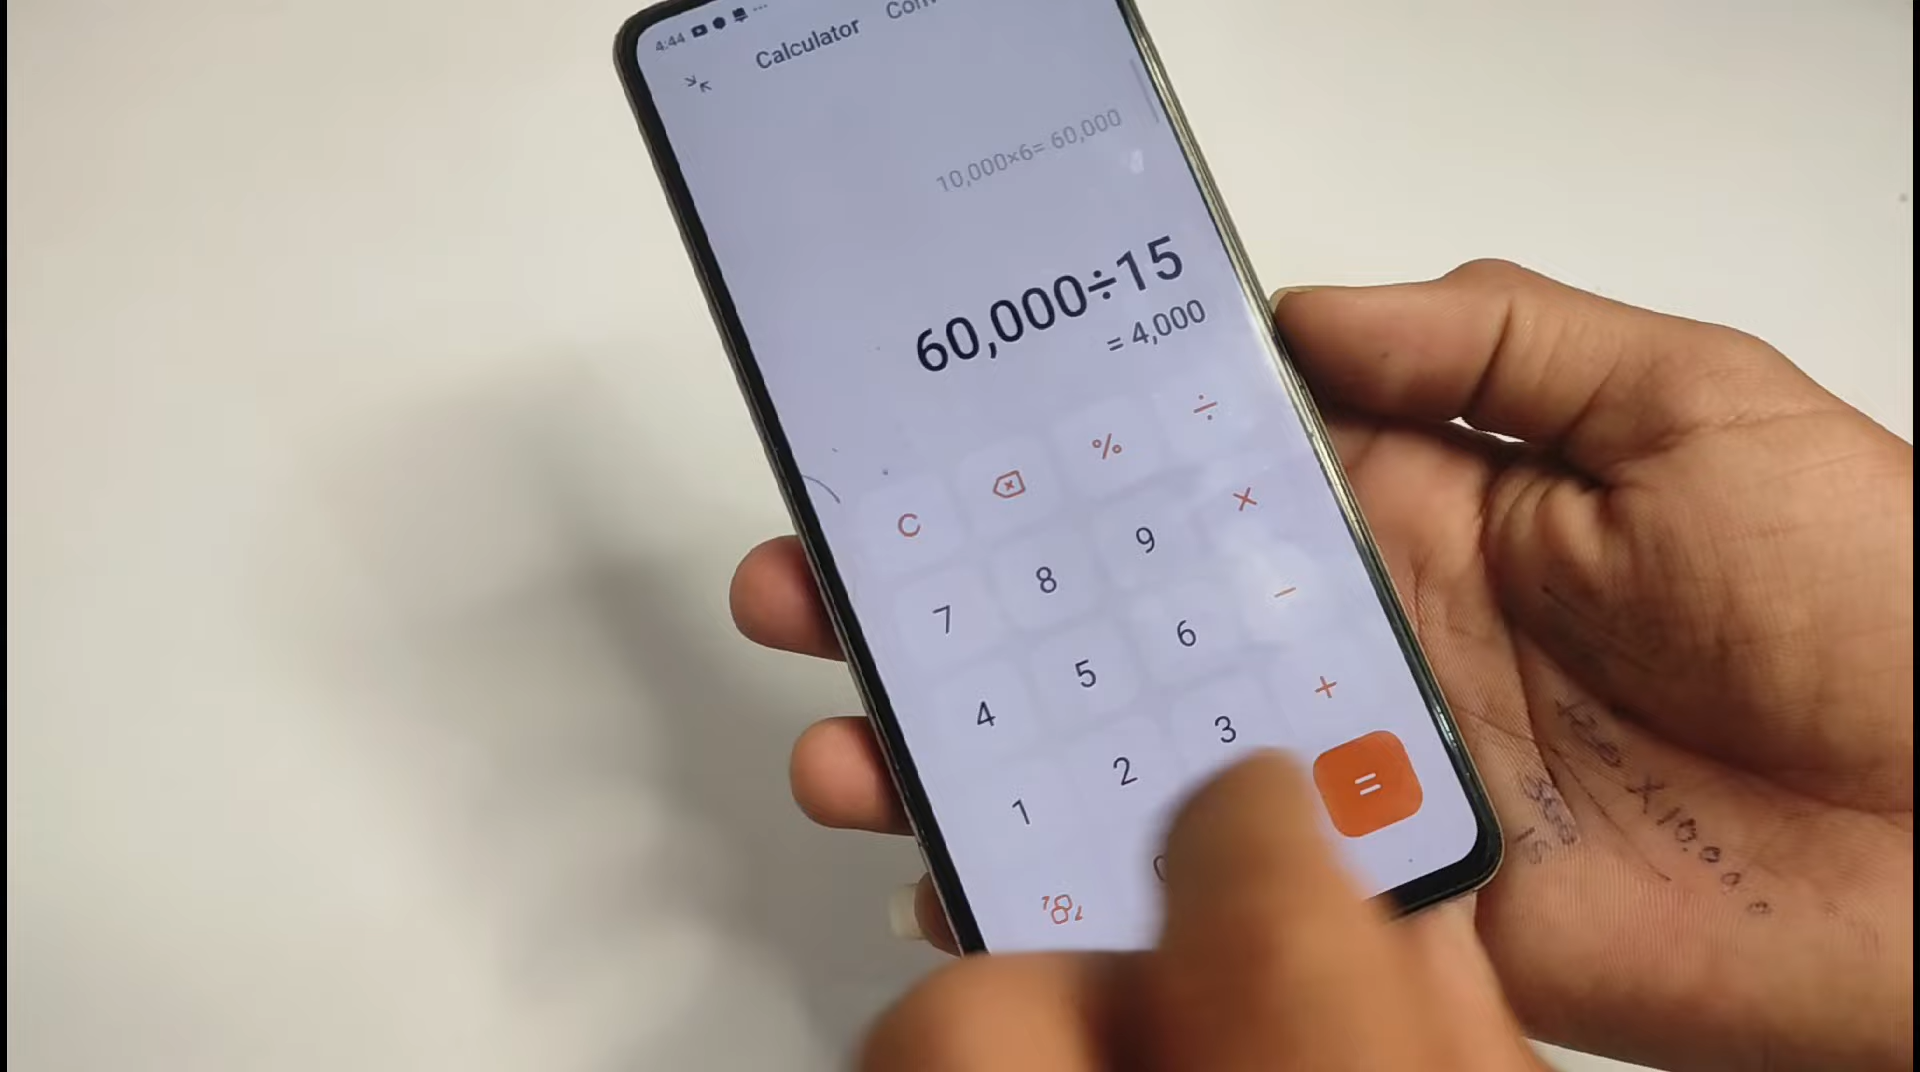 4:44
Calculator
10,000×6= 60,000
60,000÷15
= 4,000
C % ÷
7 8 9 ×
4 5 6 −
1 2 3 +
=